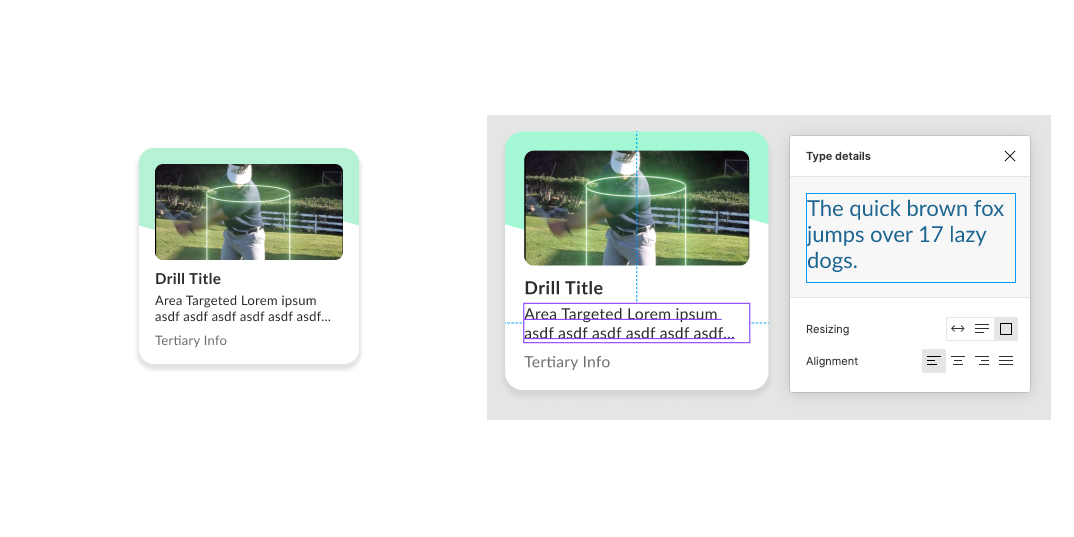 Drill Title
Area Targeted Lorem ipsum
asdf asdf asdf asdf asdf asdf...
Tertiary Info
Drill Title
Area Targeted Lorem ipsum
asdf asdf asdf asdf asdf asdf...
Tertiary Info
Type details
The quick brown fox
jumps over 17 lazy
dogs.
Resizing
Alignment